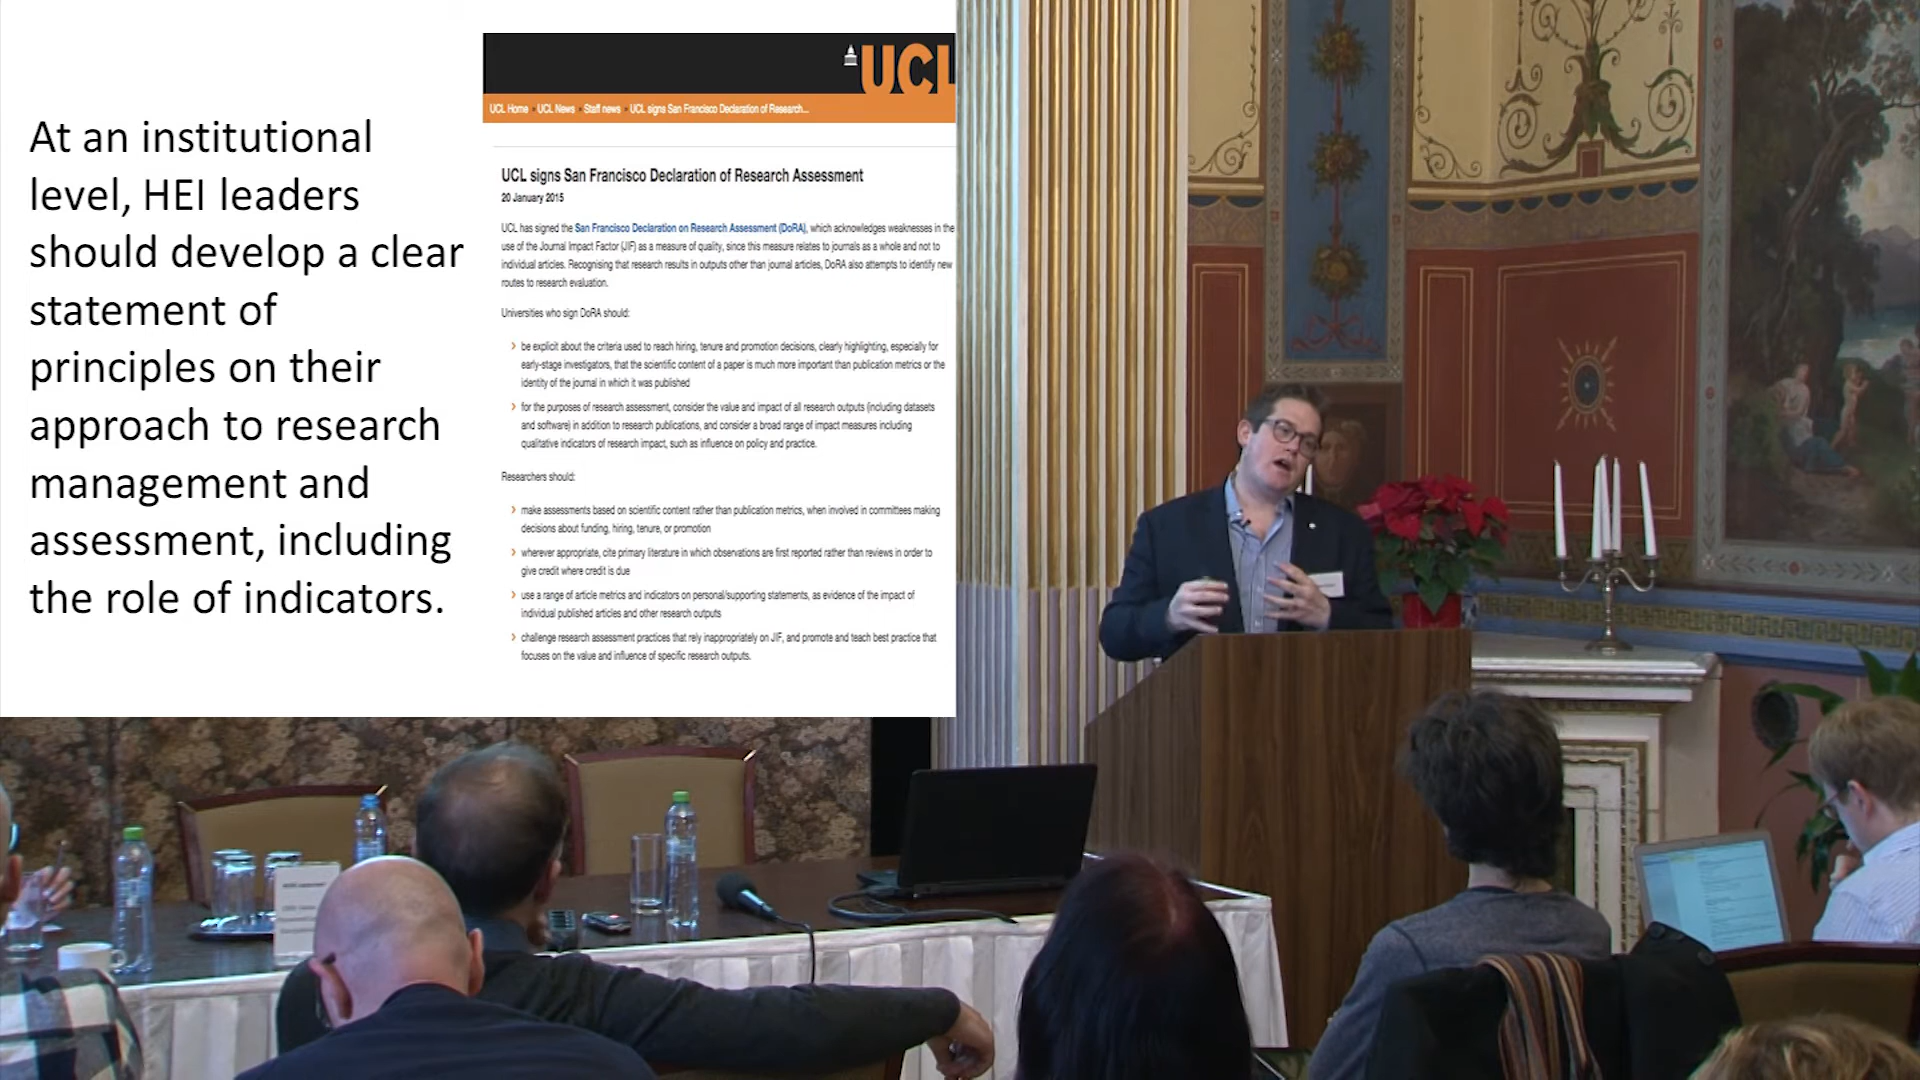 At an institutional
level, HEI leaders
should develop a clear
statement of
principles on their
approach to research
management and
assessment, including
the role of indicators.
UCL
UCL Home UCL News Staff news UCL signs San Francisco Declaration of Research...
UCL signs San Francisco Declaration of Research Assessment
20 January 2015
UCL has signed the San Francisco Declaration on Research Assessment (DoRA), which acknowledges weaknesses in the
use of the Journal Impact Factor (JIF) as a measure of quality, since this measure relates to journals as a whole and not to
individual articles. Recognising that research results in outputs other than journal articles, DoRA also attempts to identify new
routes to research evaluation.
Universities who sign DoRA should:
be explicit about the criteria used to reach hiring, tenure and promotion decisions, clearly highlighting, especially for
early-stage investigators, that the scientific content of a paper is much more important than publication metrics or the
identity of the journal in which it was published
for the purposes of research assessment, consider the value and impact of all research outputs (including datasets
and software) in addition to research publications, and consider a broad range of impact measures including
qualitative indicators of research impact, such as influence on policy and practice.
Researchers should:
make assessments based on scientific content rather than publication metrics, when involved in committees making
decisions about funding, hiring, tenure, or promotion
wherever appropriate, cite primary literature in which observations are first reported rather than reviews in order to
give credit where credit is due
use a range of article metrics and indicators on personal/supporting statements, as evidence of the impact of
individual published articles and other research outputs
challenge research assessment practices that rely inappropriately on JIF, and promote and teach best practice that
focuses on the value and influence of specific research outputs.